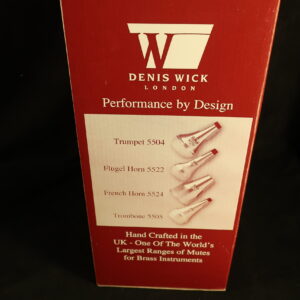 W
DENIS WICK
LONDON
Performance by Design
Trumpet 5504
Flugel Horn 5522
French Horn 5524
Trombone 5505
Hand Crafted in the
UK - One Of The World's
Largest Ranges of Mutes
for Brass Instruments